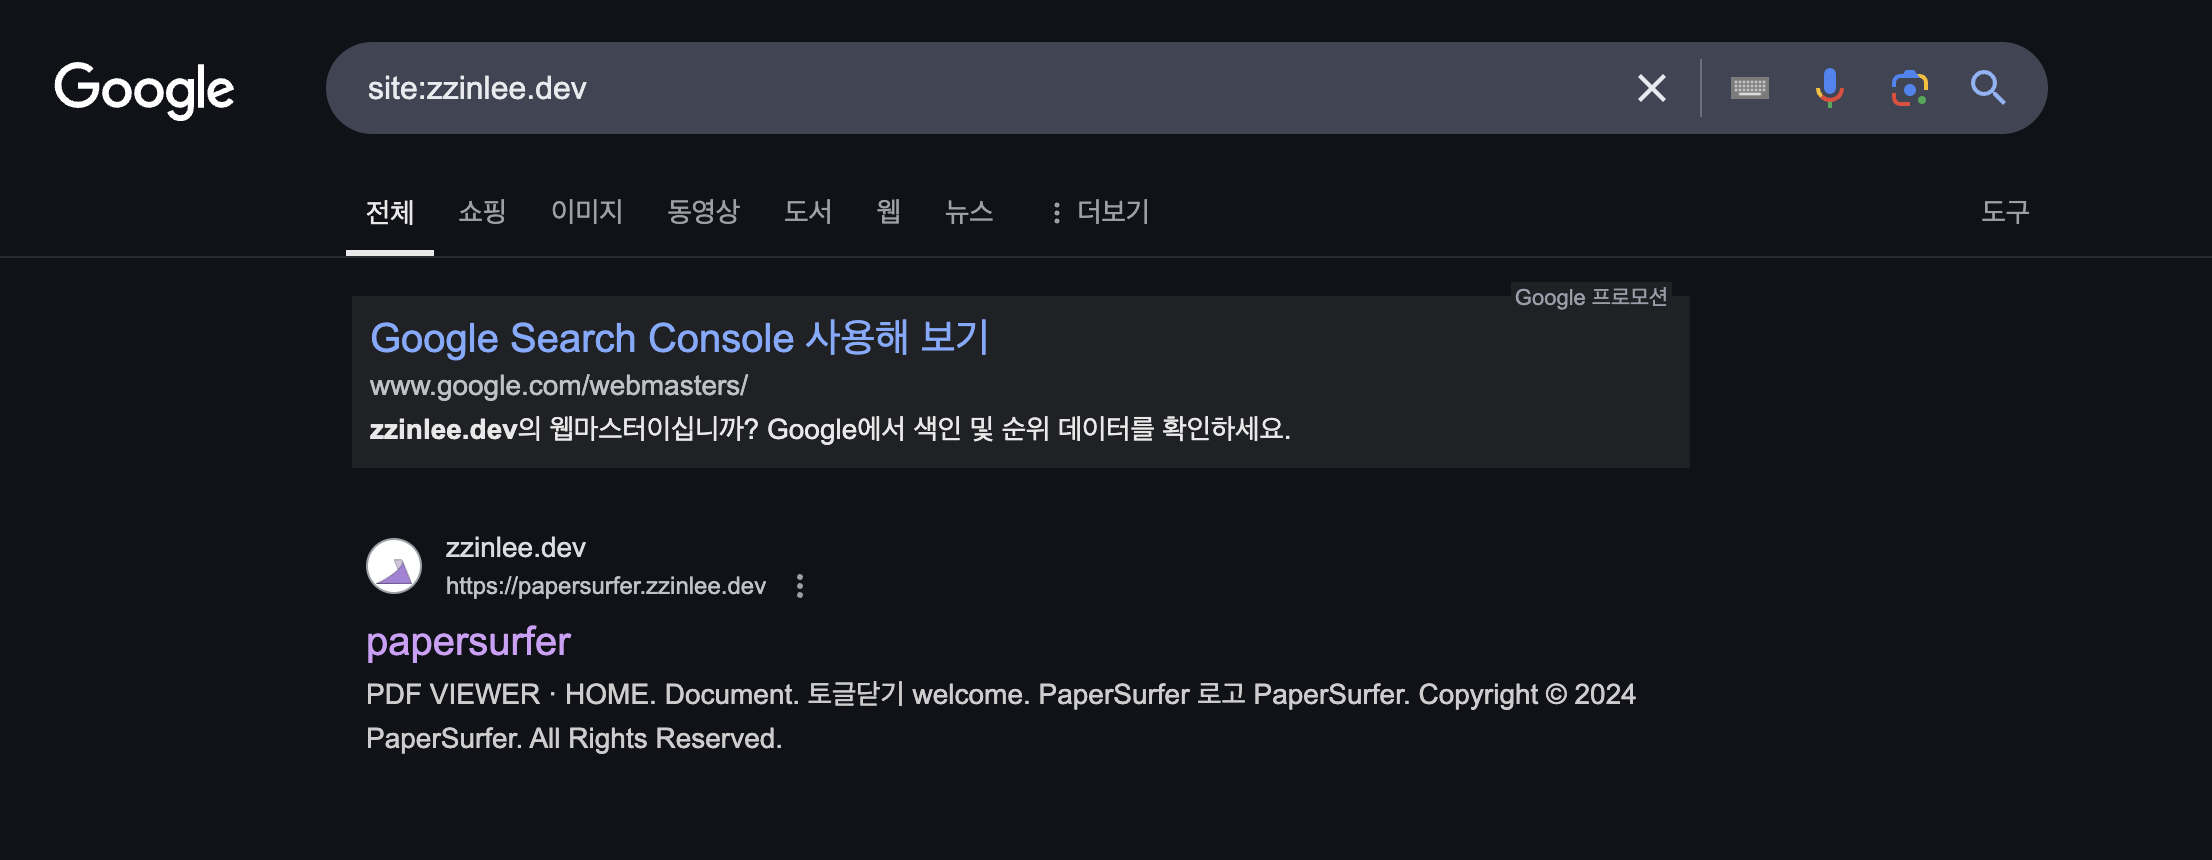 Google
site:zzinlee.dev
전체 쇼핑 이미지 동영상 도서 웹 뉴스 더보기 도구
Google 프로모션
Google Search Console 사용해 보기
www.google.com/webmasters/
zzinlee.dev의 웹마스터이십니까? Google에서 색인 및 순위 데이터를 확인하세요.
zzinlee.dev
https://papersurfer.zzinlee.dev
papersurfer
PDF VIEWER · HOME. Document. 토글닫기 welcome. PaperSurfer 로고 PaperSurfer. Copyright © 2024
PaperSurfer. All Rights Reserved.